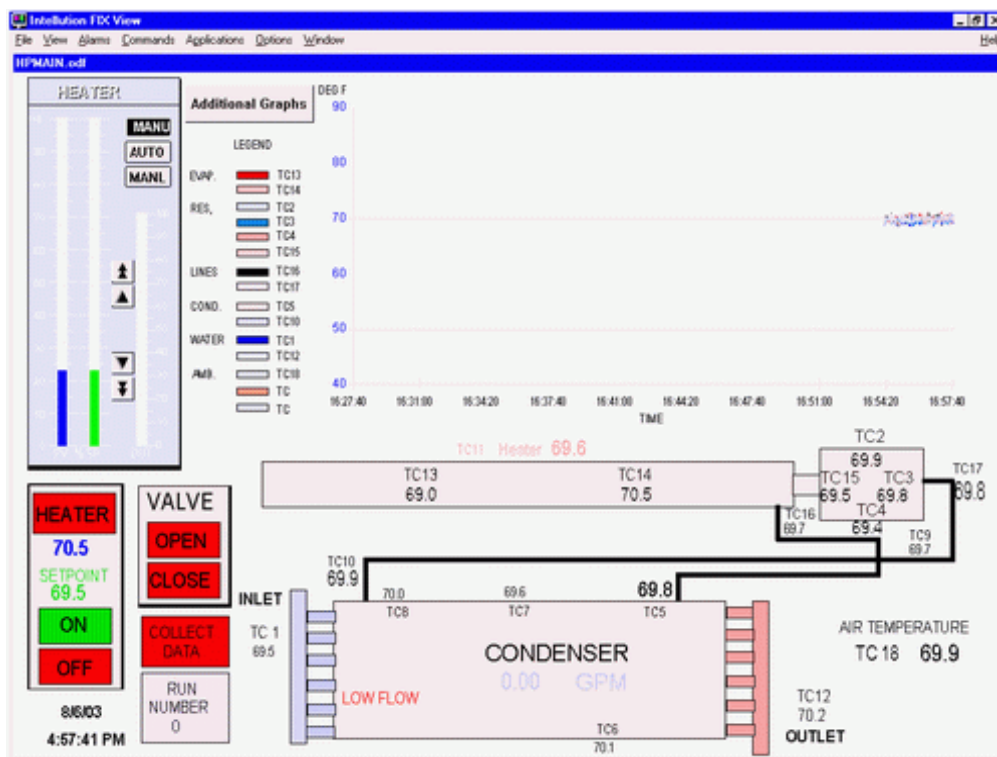 Intellution FIX View
File View Alarms Commands Applications Options Window Hel
HPMAIN.odf
HEATER
MANU
AUTO
MANL
Additional Graphs
LEGEND
EVAP. TC13
TC14
RES, TC2
TC3
TC4
TC15
LINES TC16
TC17
COND. TC5
TC10
WATER TC1
TC12
AMB. TC18
TC
TC
DEG F
90
80
70
60
50
40
16:27:40 16:31:00 16:34:20 16:37:40 16:41:00 16:44:20 16:47:40 16:51:00 16:54:20 16:57:40
TIME
TC11 Heater 69.6
TC13
69.0
TC14
70.5
TC2
69.9
TC15
69.5
TC3
69.8
TC4
69.4
TC17
69.8
TC16
69.7
TC9
69.7
HEATER
70.5
SETPOINT
69.5
ON
OFF
8/6/03
4:57:41 PM
VALVE
OPEN
CLOSE
COLLECT
DATA
RUN
NUMBER
0
INLET
TC 1
69.5
TC10
69.9
70.0
TC8
69.6
TC7
69.8
TC5
CONDENSER
0.00 GPM
LOW FLOW
TC6
70.1
AIR TEMPERATURE
TC 18 69.9
TC12
70.2
OUTLET